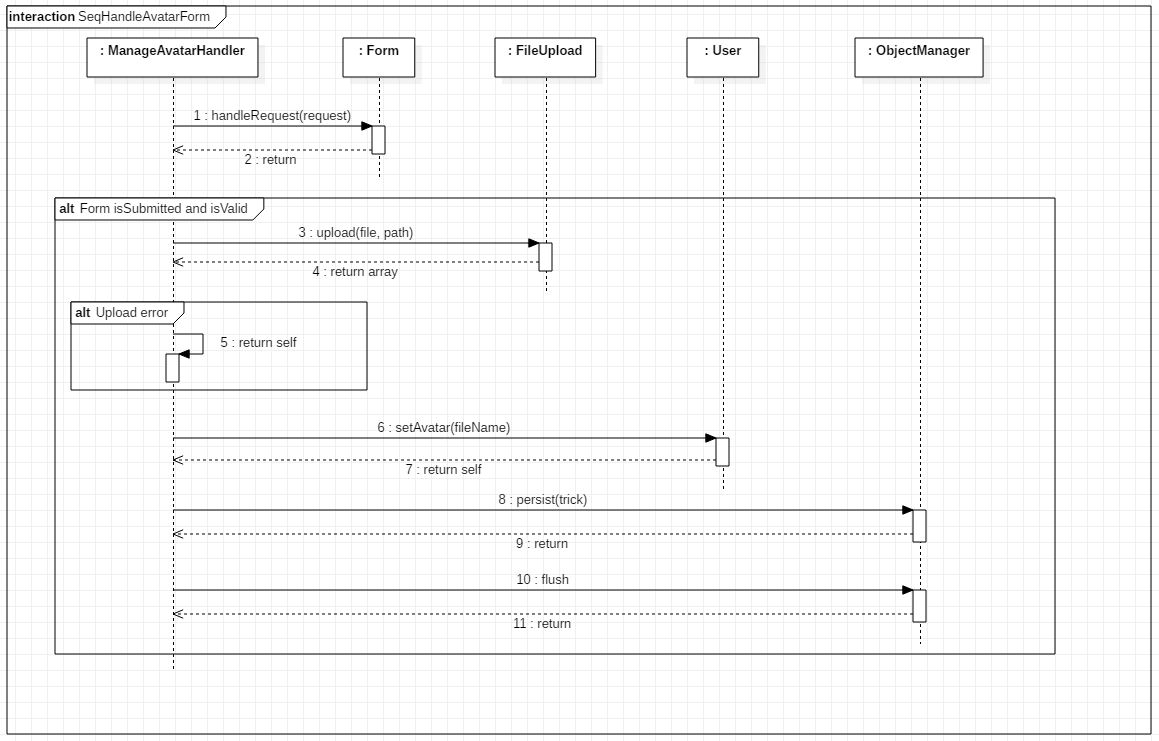 interaction SeqHandleAvatarForm
: ManageAvatarHandler
: Form
: FileUpload
: User
: ObjectManager
1 : handleRequest(request)
2 : return
alt Form isSubmitted and isValid
3 : upload(file, path)
4 : return array
alt Upload error
5 : return self
6 : setAvatar(fileName)
7 : return self
8 : persist(trick)
9 : return
10 : flush
11 : return